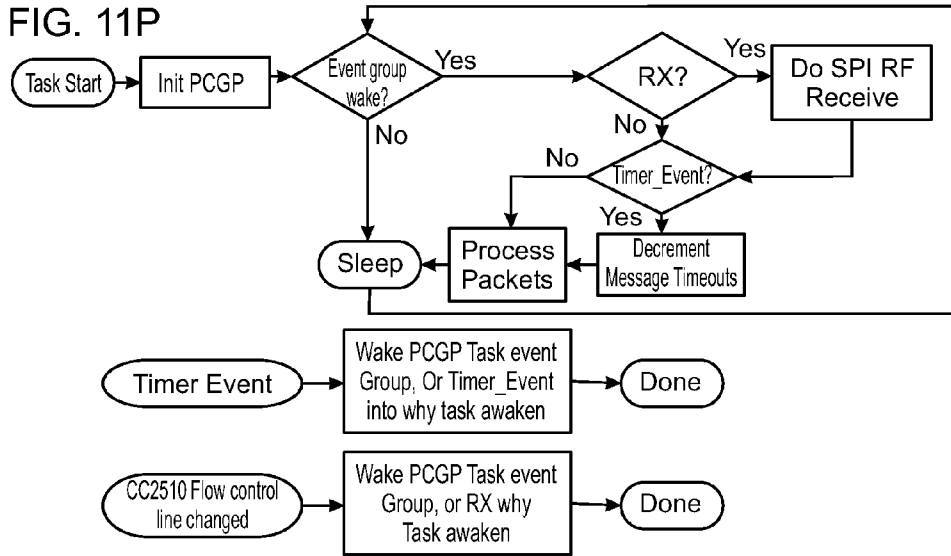 FIG. 11P
Task Start
Init PCGP
Event group
wake?
Yes
RX?
Yes
Do SPI RF
Receive
No
No
Timer_Event?
No
Yes
Sleep
Process
Packets
Decrement
Message Timeouts
Timer Event
Wake PCGP Task event
Group, Or Timer_Event
into why task awaken
Done
CC2510 Flow control
line changed
Wake PCGP Task event
Group, or RX why
Task awaken
Done